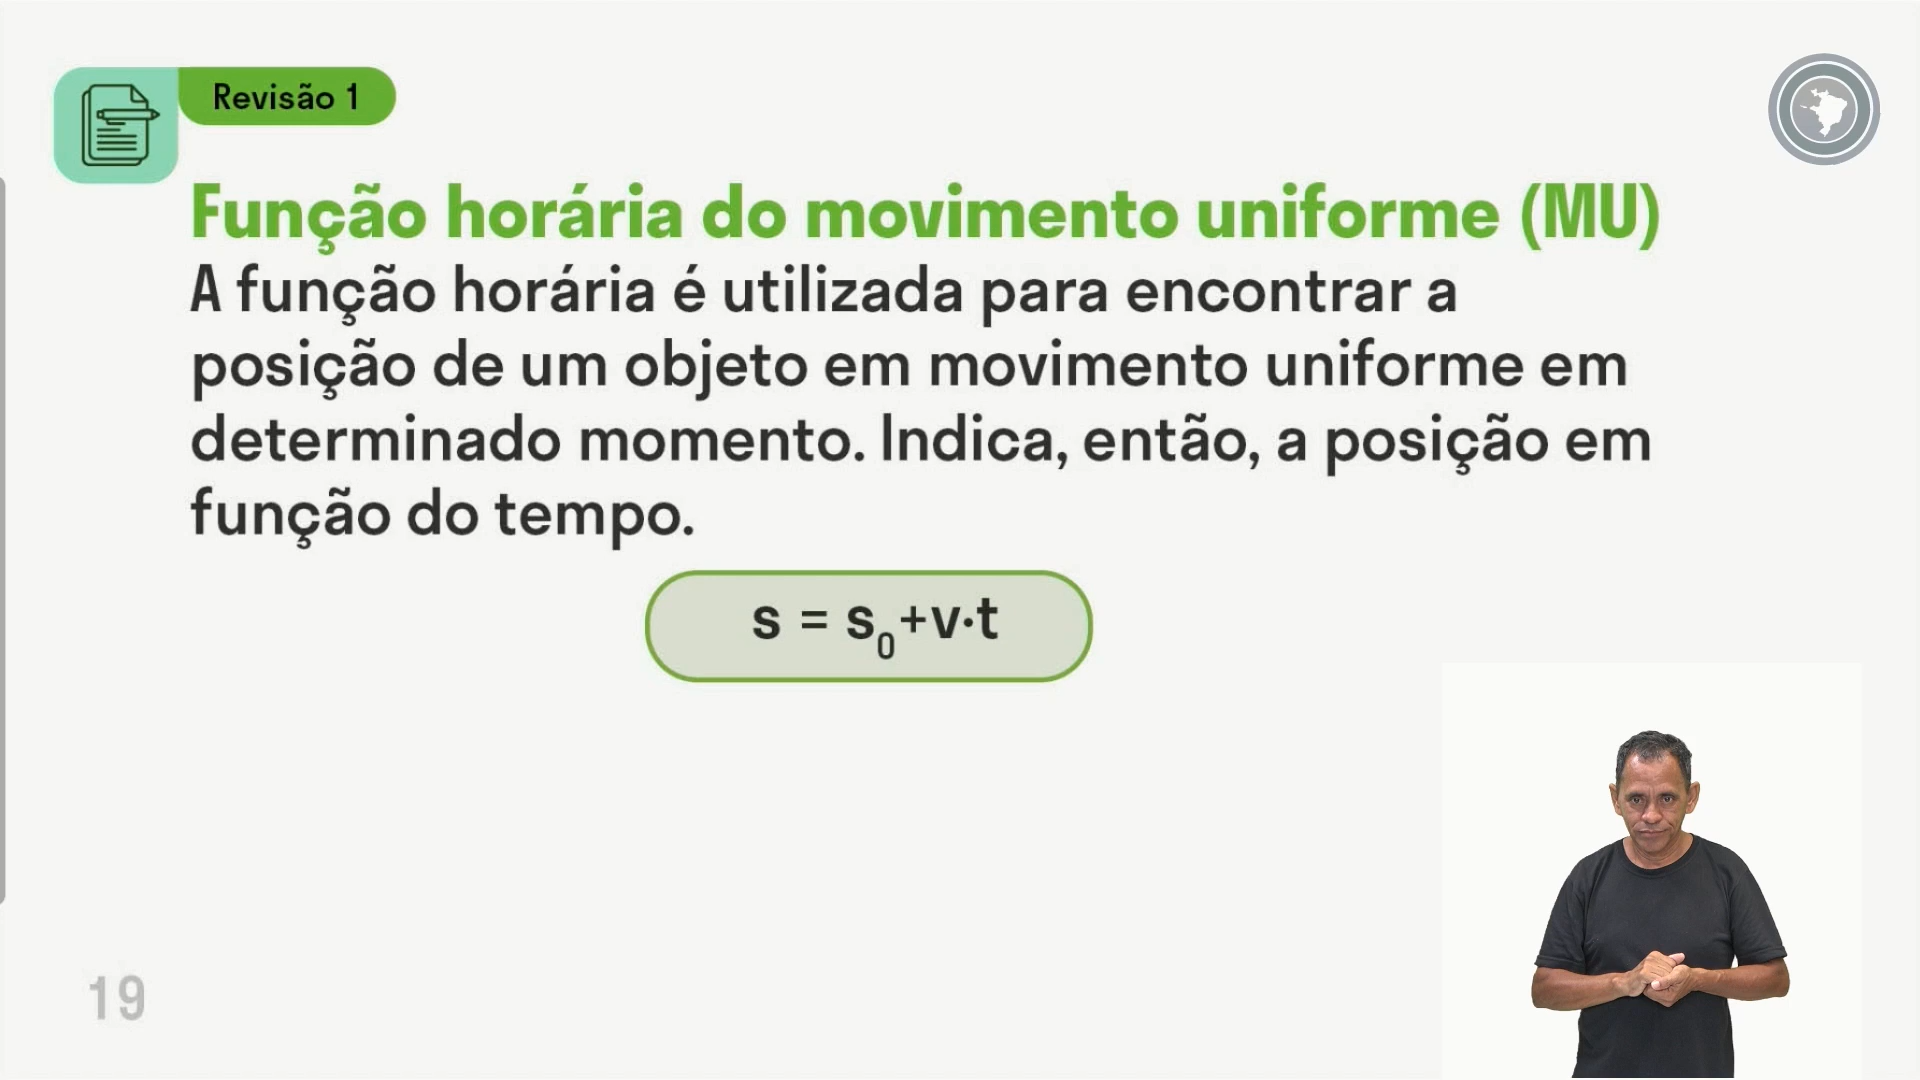 Revisão 1
Função horária do movimento uniforme (MU)
A função horária é utilizada para encontrar a
posição de um objeto em movimento uniforme em
determinado momento. Indica, então, a posição em
função do tempo.
s = s₀+v·t
19